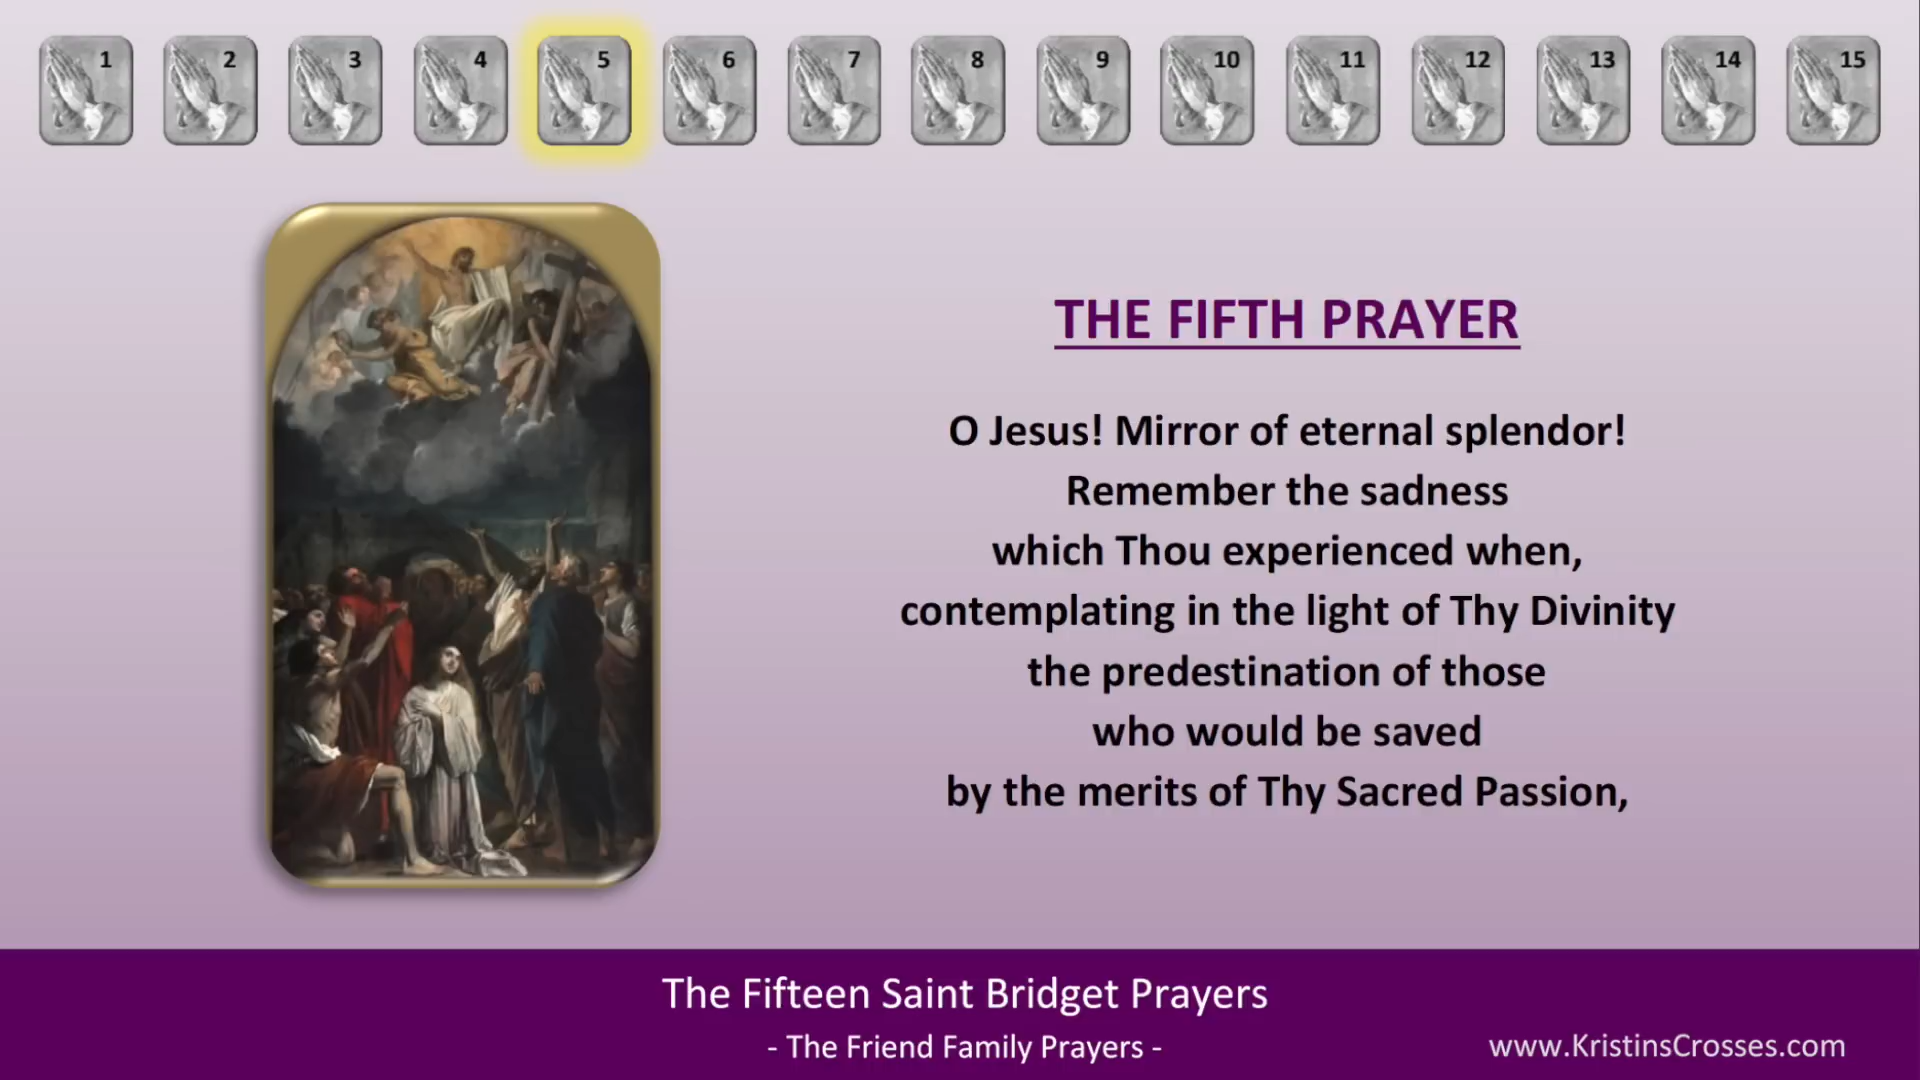 1 2 3 4 5 6 7 8 9 10 11 12 13 14 15
THE FIFTH PRAYER
O Jesus! Mirror of eternal splendor!
Remember the sadness
which Thou experienced when,
contemplating in the light of Thy Divinity
the predestination of those
who would be saved
by the merits of Thy Sacred Passion,
The Fifteen Saint Bridget Prayers
- The Friend Family Prayers -
www.KristinsCrosses.com